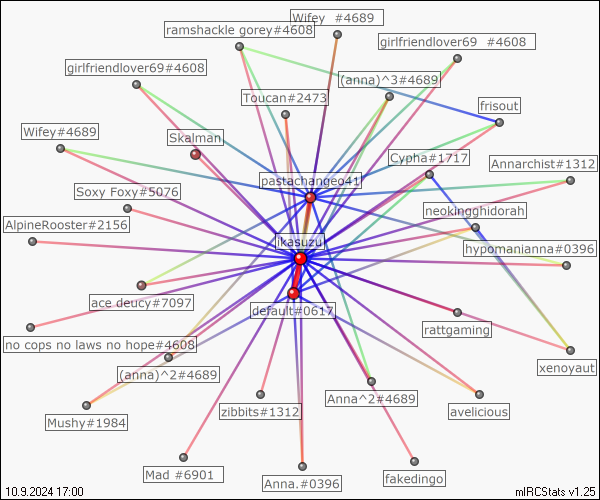 Wifey #4689
ramshackle gorey#4608
girlfriendlover69 #4608
girlfriendlover69#4608
(anna)^3#4689
Toucan#2473
frisout
Wifey#4689
Skalman
Cypha#1717
Annarchist#1312
pastachangeo41
Soxy Foxy#5076
neokingghidorah
AlpineRooster#2156
ikasuzu
hypomanianna#0396
ace deucy#7097
default#0617
rattgaming
no cops no laws no hope#4608
xenoyaut
(anna)^2#4689
Anna^2#4689
zibbits#1312
avelicious
Mushy#1984
Mad #6901
Anna.#0396
fakedingo
10.9.2024 17:00
mIRCStats v1.25